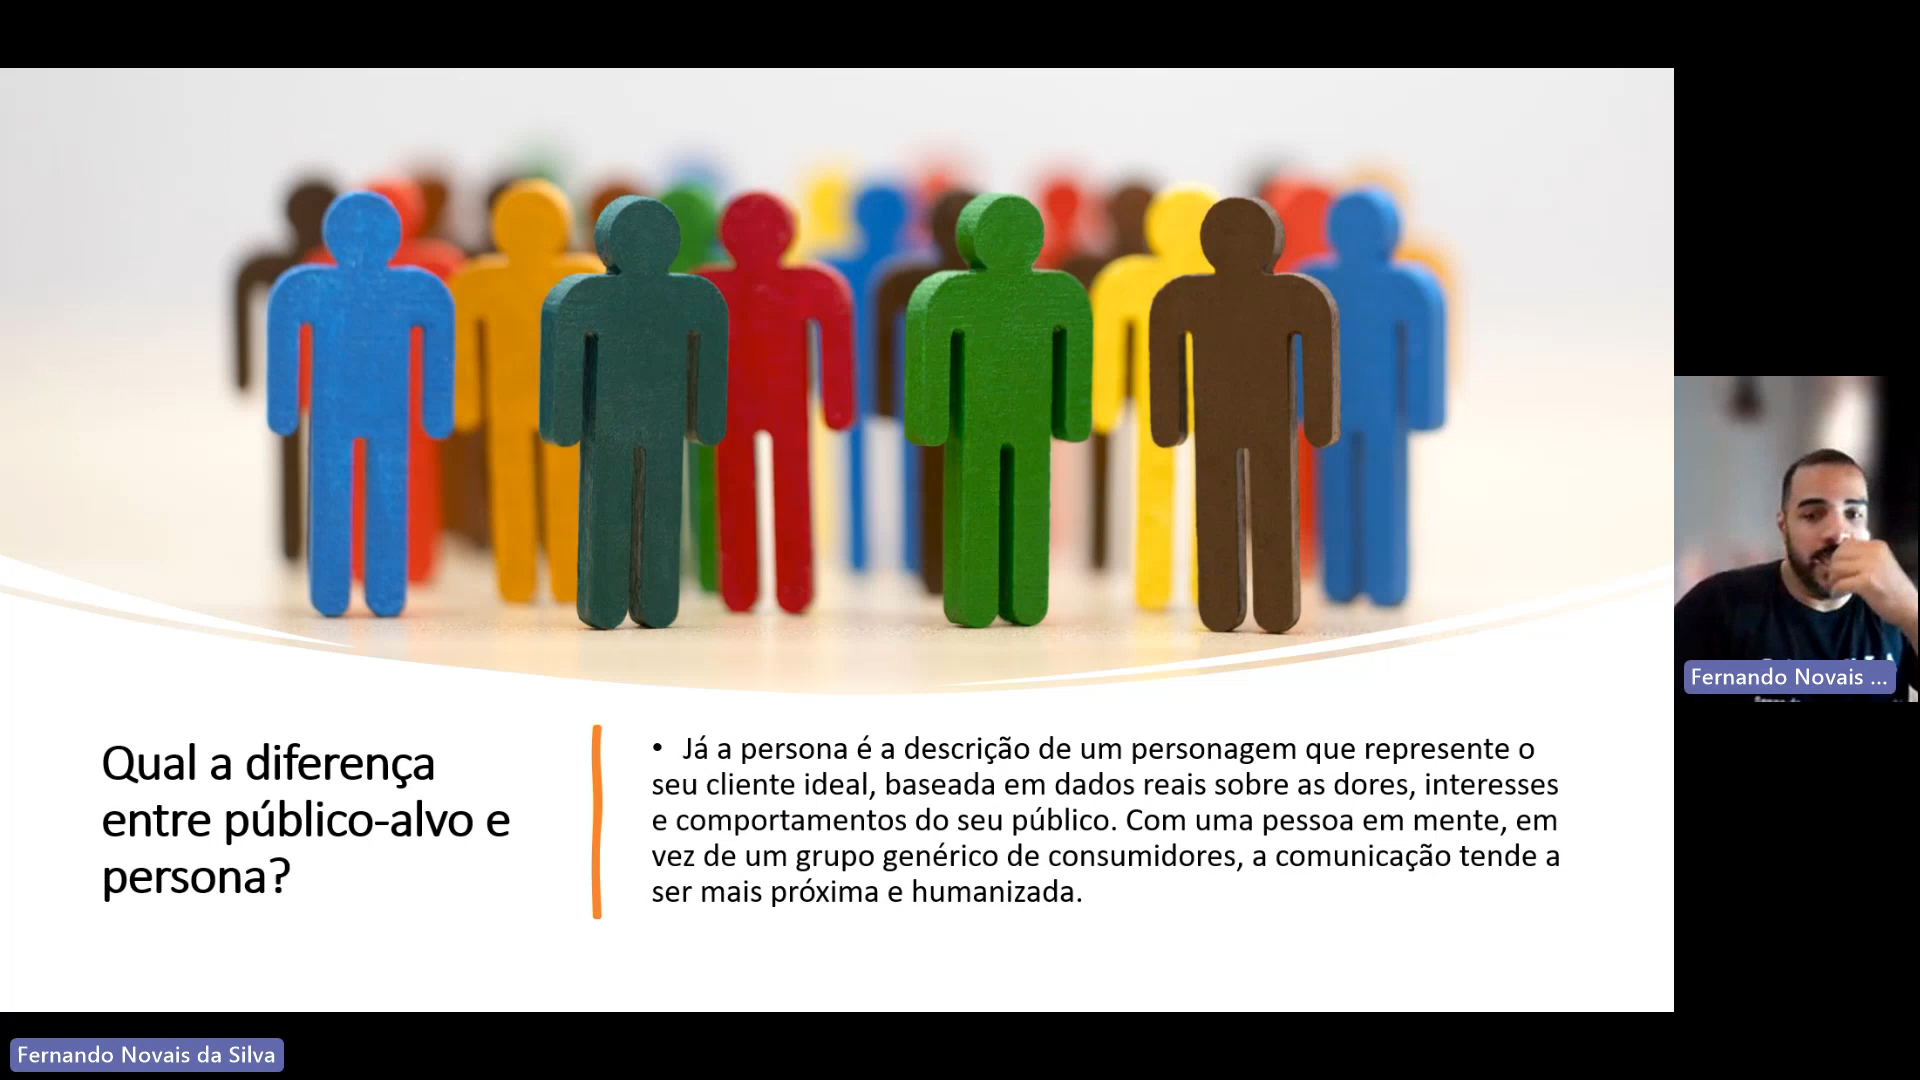 Qual a diferença
entre público-alvo e
persona?
• Já a persona é a descrição de um personagem que represente o
seu cliente ideal, baseada em dados reais sobre as dores, interesses
e comportamentos do seu público. Com uma pessoa em mente, em
vez de um grupo genérico de consumidores, a comunicação tende a
ser mais próxima e humanizada.
Fernando Novais ...
Fernando Novais da Silva